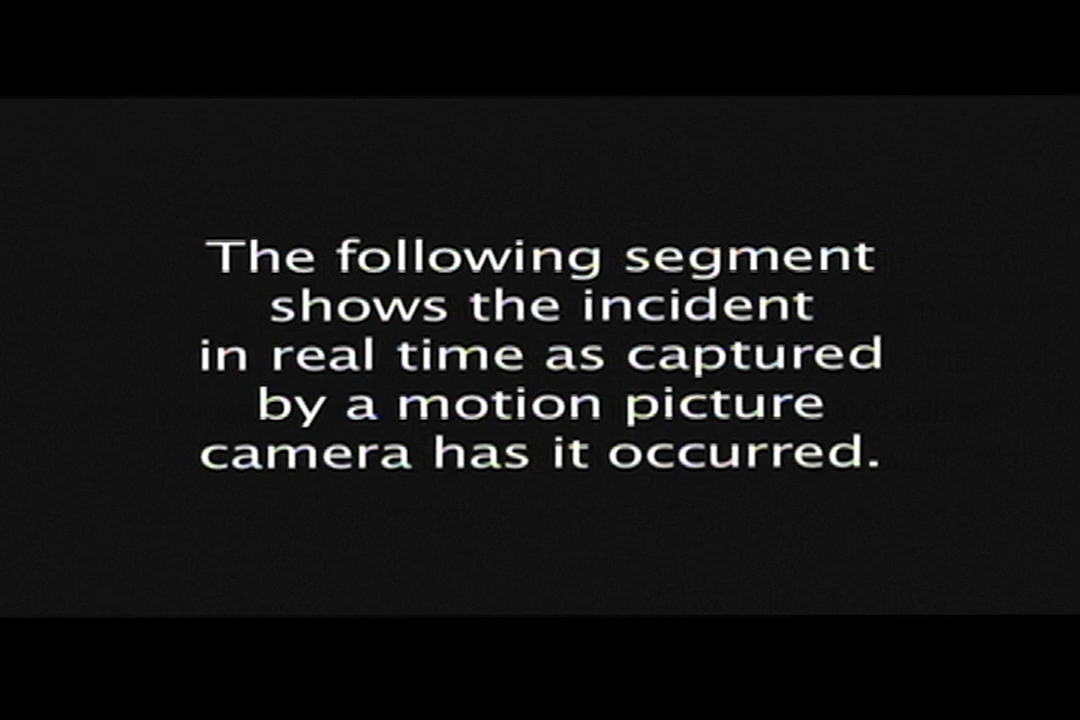 The following segment
shows the incident
in real time as captured
by a motion picture
camera has it occurred.